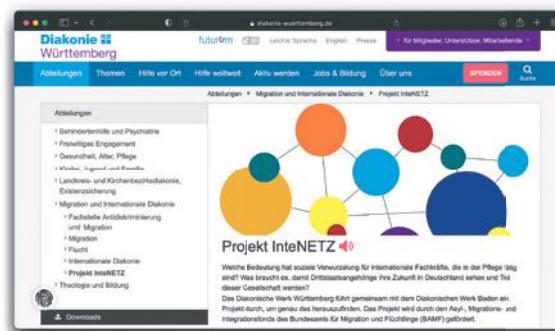 diakonie-wuerttemberg.de
Diakonie
Württemberg
futurum
Leichte Sprache English Presse
für Mitglieder, Unterstützer, Mitarbeitende
Abteilungen Themen Hilfe vor Ort Hilfe weltweit Aktiv werden Jobs & Bildung Über uns SPENDEN Suche
Abteilungen Migration und Internationale Diakonie Projekt InteNETZ
Abteilungen
Behindertenhilfe und Psychiatrie
Freiwilliges Engagement
Gesundheit, Alter, Pflege
Kinder, Jugend und Familie
Landkreis- und Kirchenbezirksdiakonie,
Existenzsicherung
Migration und Internationale Diakonie
Fachstelle Antidiskriminierung
und Migration
Migration
Flucht
Internationale Diakonie
Projekt InteNETZ
Theologie und Bildung
Downloads
Projekt InteNETZ
Welche Bedeutung hat soziale Verwurzelung für internationale Fachkräfte, die in der Pflege tätig
sind? Was braucht es, damit Drittstaatsangehörige ihre Zukunft in Deutschland sehen und Teil
dieser Gesellschaft werden?
Das Diakonische Werk Württemberg führt gemeinsam mit dem Diakonischen Werk Baden ein
Projekt durch, um genau das herauszufinden. Das Projekt wird durch den Asyl-, Migrations- und
Integrationsfonds des Bundesamts für Migration und Flüchtlinge (BAMF) gefördert.